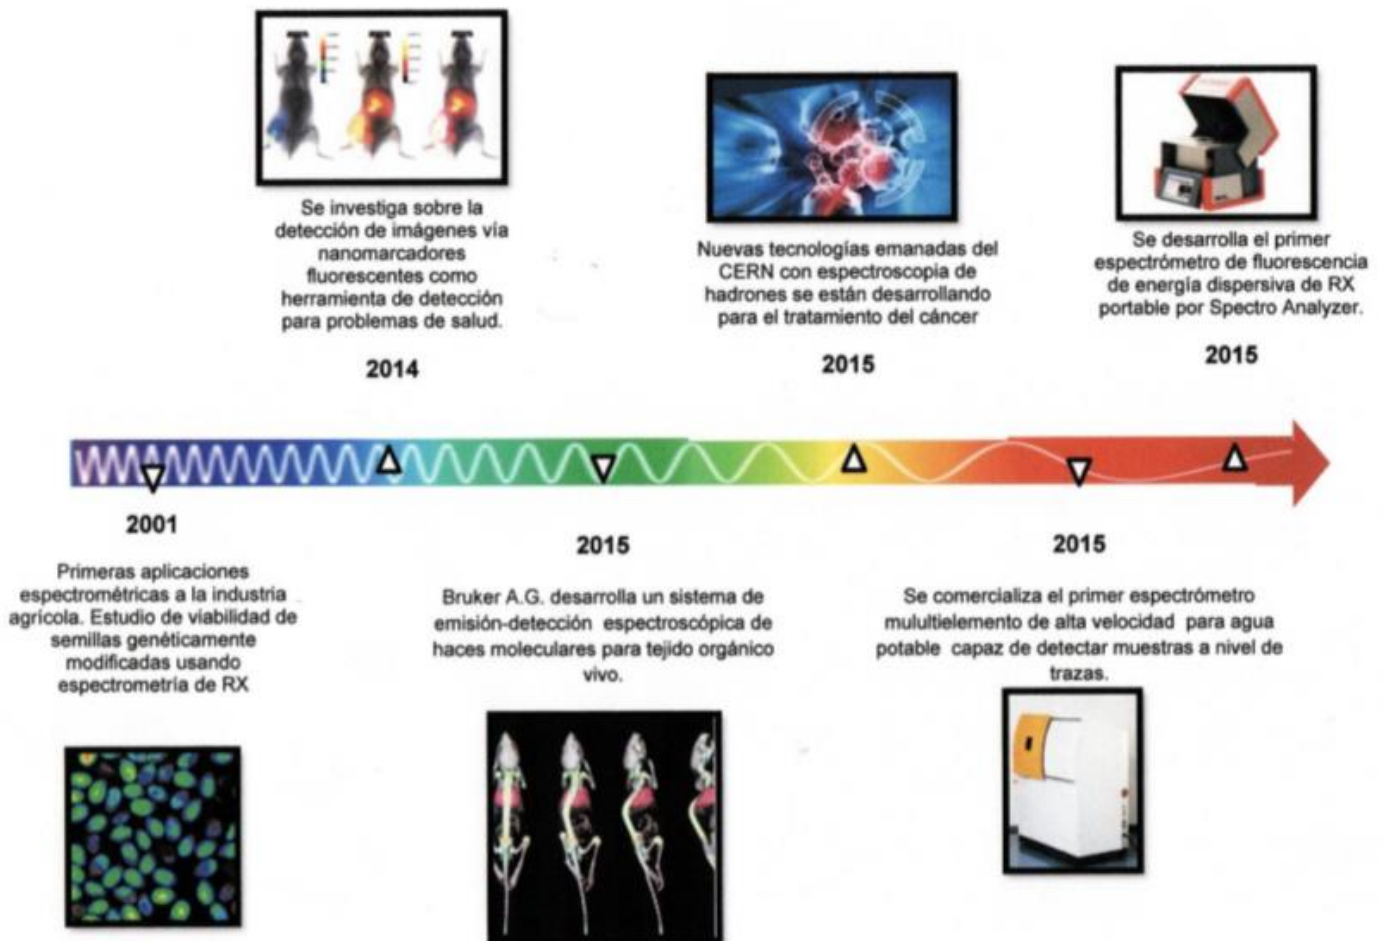 Se investiga sobre la
detección de imágenes vía
nanomarcadores
fluorescentes como
herramienta de detección
para problemas de salud.
2014
Nuevas tecnologías emanadas del
CERN con espectroscopia de
hadrones se están desarrollando
para el tratamiento del cáncer
2015
Se desarrolla el primer
espectrómetro de fluorescencia
de energía dispersiva de RX
portable por Spectro Analyzer.
2015
2001
Primeras aplicaciones
espectrométricas a la industria
agrícola. Estudio de viabilidad de
semillas genéticamente
modificadas usando
espectrometría de RX
2015
Bruker A.G. desarrolla un sistema de
emisión-detección espectroscópica de
haces moleculares para tejido orgánico
vivo.
2015
Se comercializa el primer espectrómetro
mulultielemento de alta velocidad para agua
potable capaz de detectar muestras a nivel de
trazas.